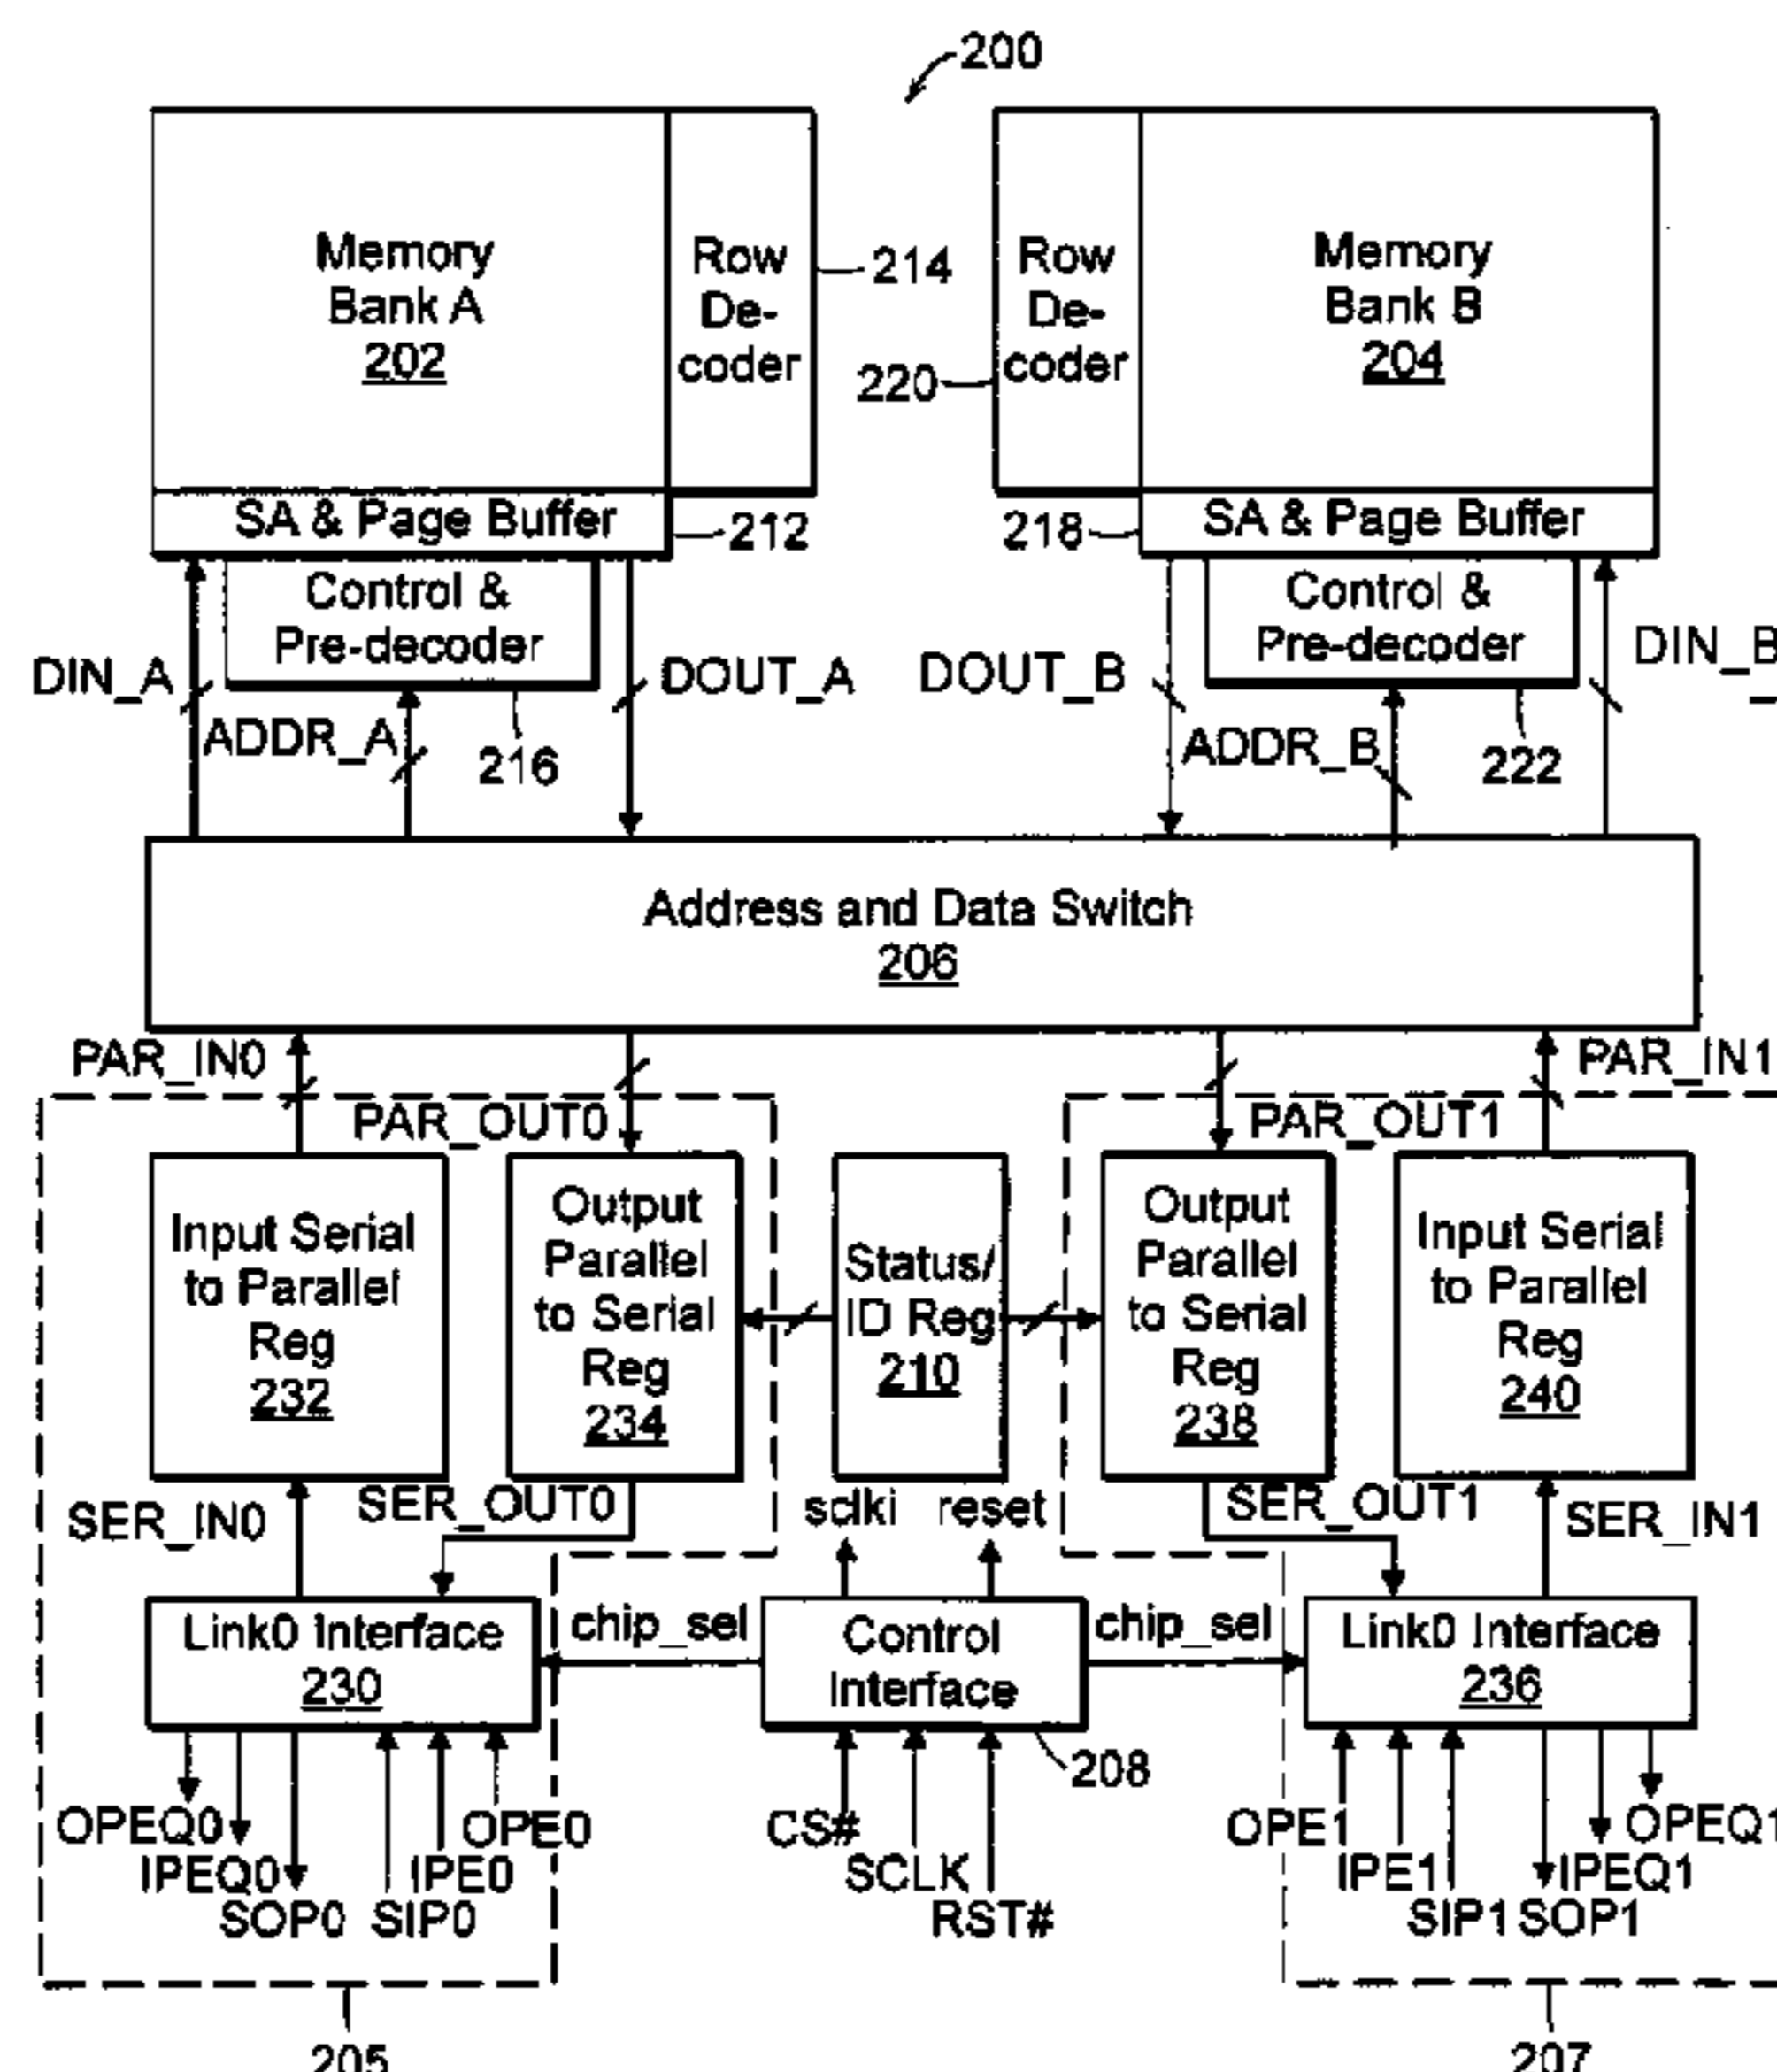 200
Memory
Bank A
202
Row
De-
coder
214
220
Row
De-
coder
Memory
Bank B
204
SA & Page Buffer
212
218
SA & Page Buffer
Control &
Pre-decoder
Control &
Pre-decoder
DIN_A
ADDR_A
216
DOUT_A
DOUT_B
ADDR_B
222
DIN_B
Address and Data Switch
206
PAR_IN0
PAR_OUT0
PAR_OUT1
PAR_IN1
Input Serial
to Parallel
Reg
232
Output
Parallel
to Serial
Reg
234
Status/
ID Reg
210
Output
Parallel
to Serial
Reg
238
Input Serial
to Parallel
Reg
240
SER_IN0
SER_OUT0
sclki
reset
SER_OUT1
SER_IN1
Link0 Interface
230
chip_sel
Control
Interface
chip_sel
Link0 Interface
236
208
OPEQ0
IPEQ0
SOP0
SIP0
IPE0
OPE0
CS#
SCLK
RST#
OPE1
IPE1
SIP1
SOP1
IPEQ1
OPEQ1
205
207